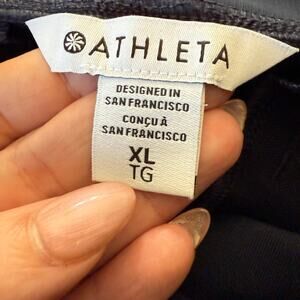 ATHLETA
DESIGNED IN
SAN FRANCISCO
CONÇU À
SAN FRANCISCO
XL
TG